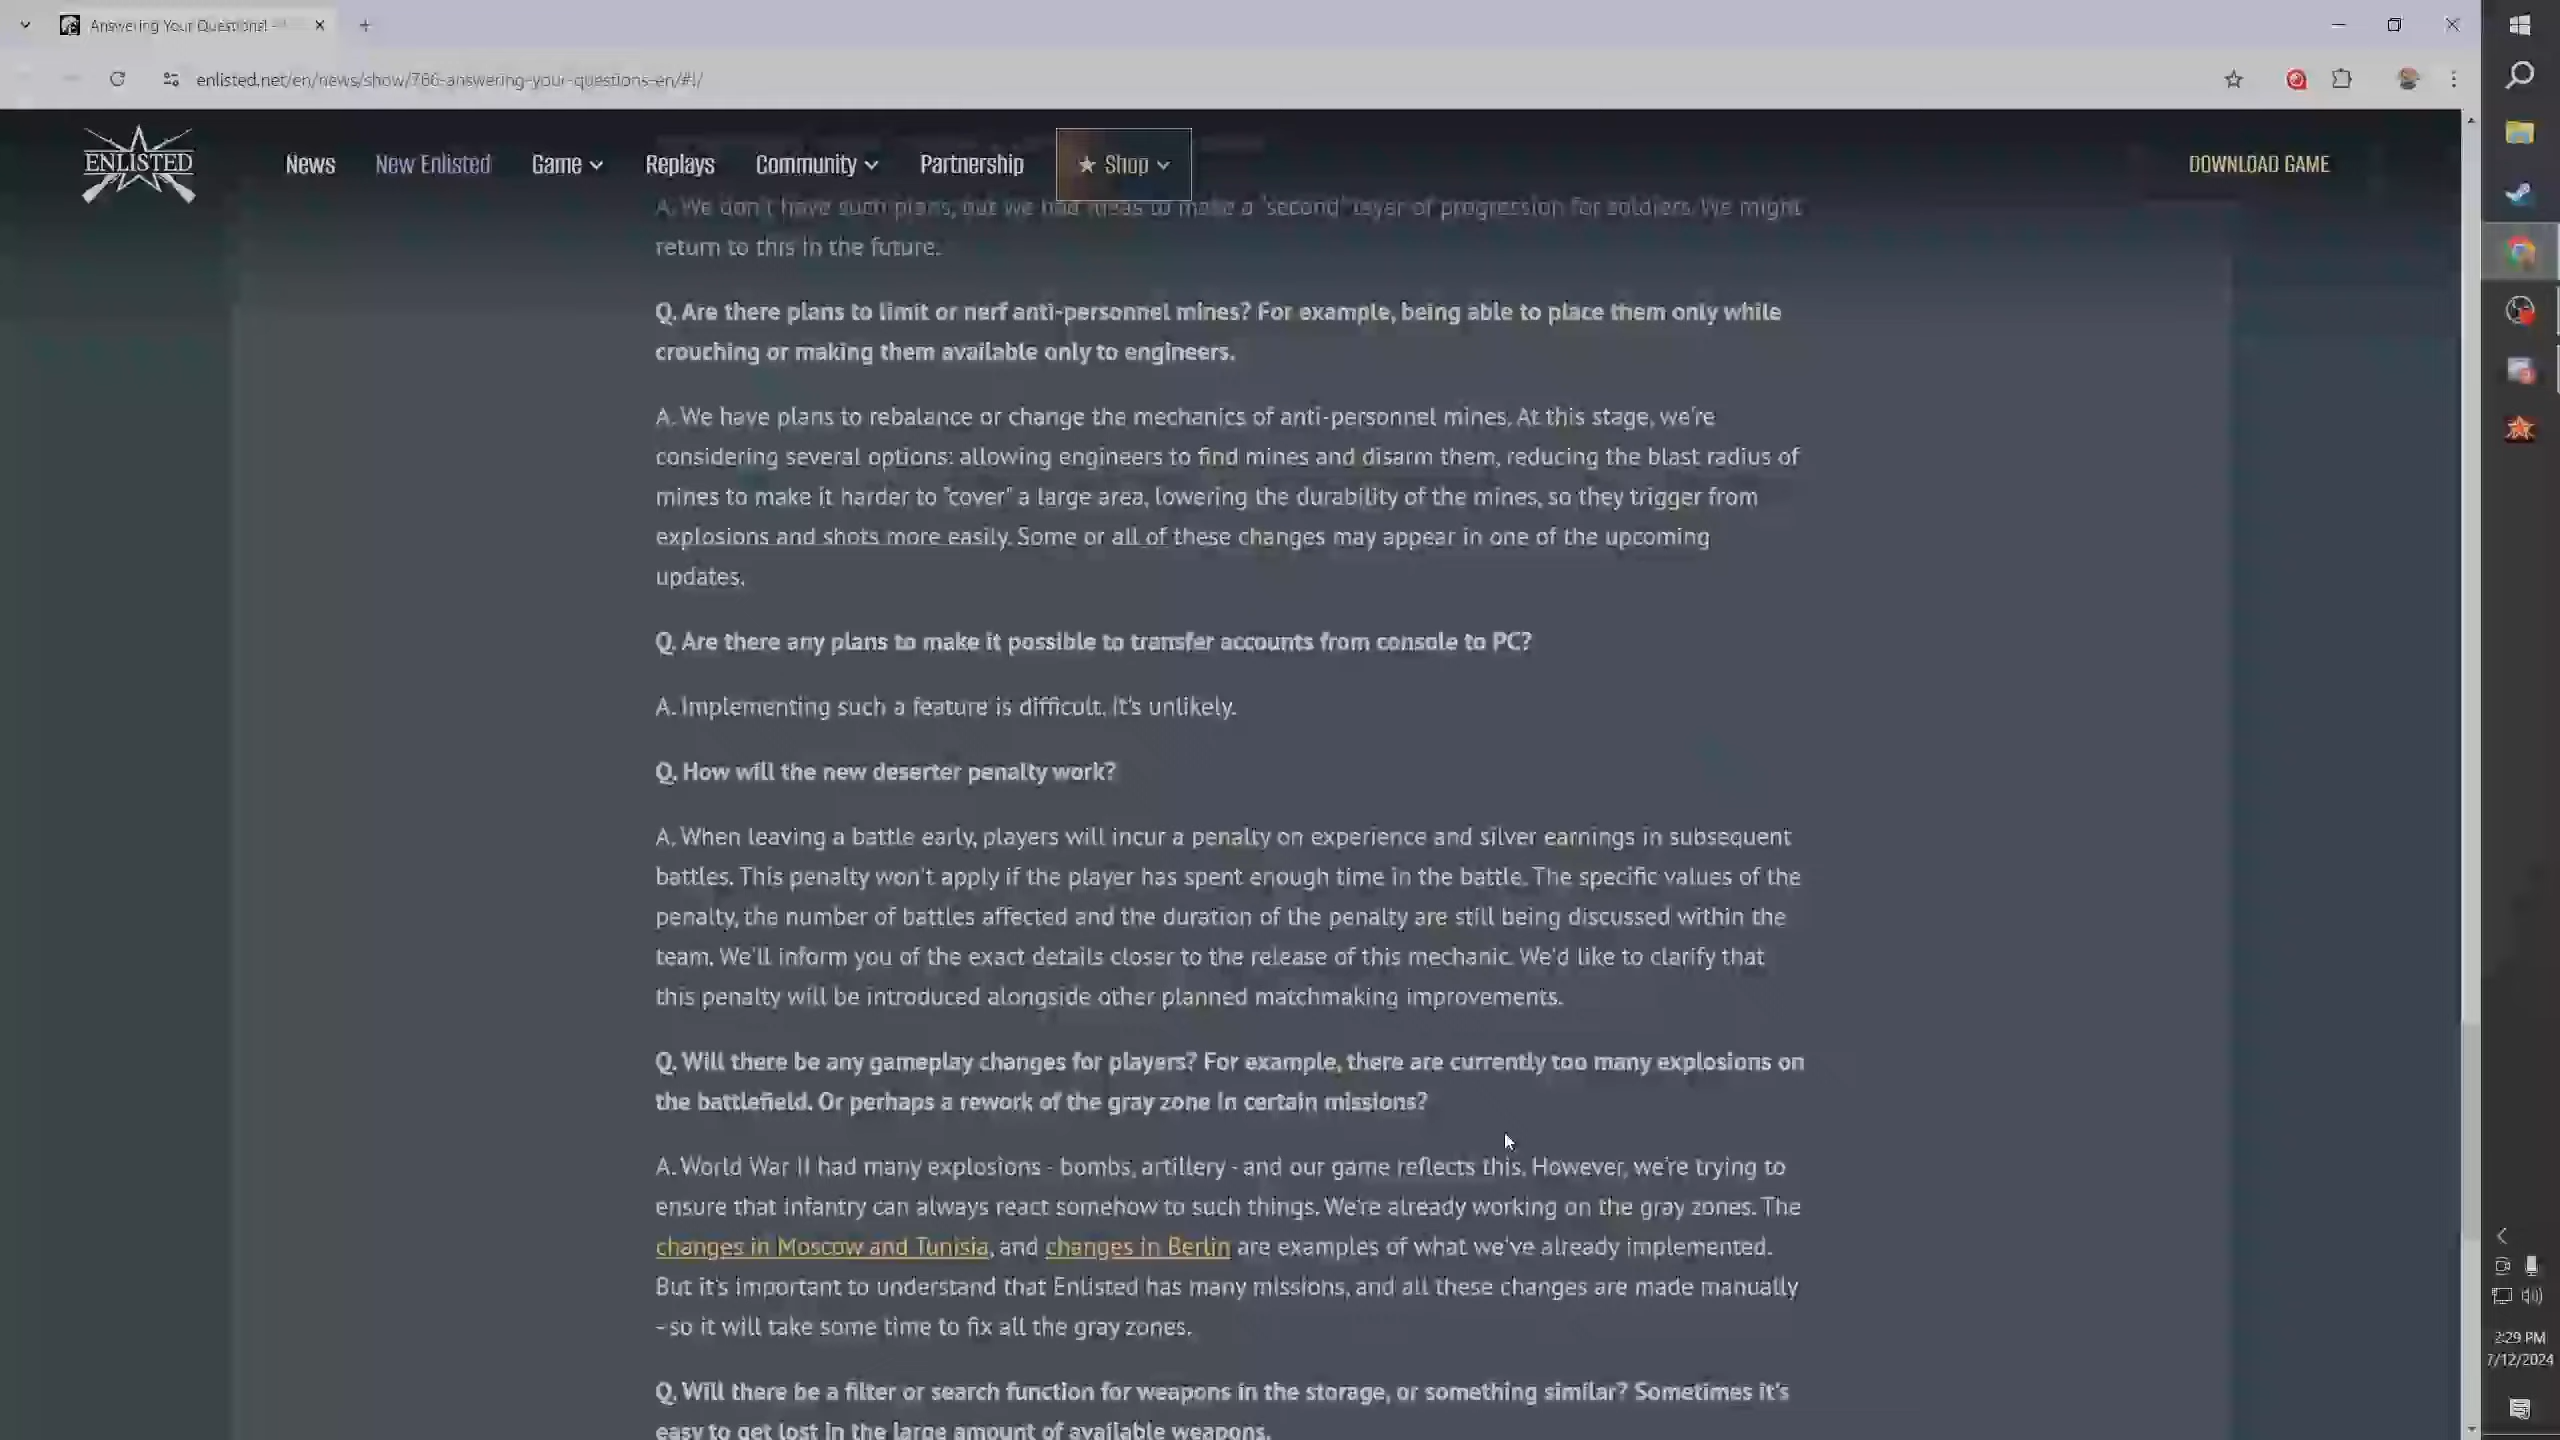 Answering Your Questions! -
enlisted.net/en/news/show/766-answering-your-questions-en/#!/
ENLISTED
News
New Enlisted
Game
Replays
Community
Partnership
★ Shop
DOWNLOAD GAME
A. We don't have such plans, but we had ideas to make a "second" layer of progression for soldiers. We might
return to this in the future.
Q. Are there plans to limit or nerf anti-personnel mines? For example, being able to place them only while
crouching or making them available only to engineers.
A. We have plans to rebalance or change the mechanics of anti-personnel mines. At this stage, we're
considering several options: allowing engineers to find mines and disarm them, reducing the blast radius of
mines to make it harder to "cover" a large area, lowering the durability of the mines, so they trigger from
explosions and shots more easily. Some or all of these changes may appear in one of the upcoming
updates.
Q. Are there any plans to make it possible to transfer accounts from console to PC?
A. Implementing such a feature is difficult. It's unlikely.
Q. How will the new deserter penalty work?
A. When leaving a battle early, players will incur a penalty on experience and silver earnings in subsequent
battles. This penalty won't apply if the player has spent enough time in the battle. The specific values of the
penalty, the number of battles affected and the duration of the penalty are still being discussed within the
team. We'll inform you of the exact details closer to the release of this mechanic. We'd like to clarify that
this penalty will be introduced alongside other planned matchmaking improvements.
Q. Will there be any gameplay changes for players? For example, there are currently too many explosions on
the battlefield. Or perhaps a rework of the gray zone in certain missions?
A. World War II had many explosions - bombs, artillery - and our game reflects this. However, we're trying to
ensure that infantry can always react somehow to such things. We're already working on the gray zones. The
changes in Moscow and Tunisia, and changes in Berlin are examples of what we've already implemented.
But it's important to understand that Enlisted has many missions, and all these changes are made manually
- so it will take some time to fix all the gray zones.
Q. Will there be a filter or search function for weapons in the storage, or something similar? Sometimes it's
easy to get lost in the large amount of available weapons.
2:29 PM
7/12/2024